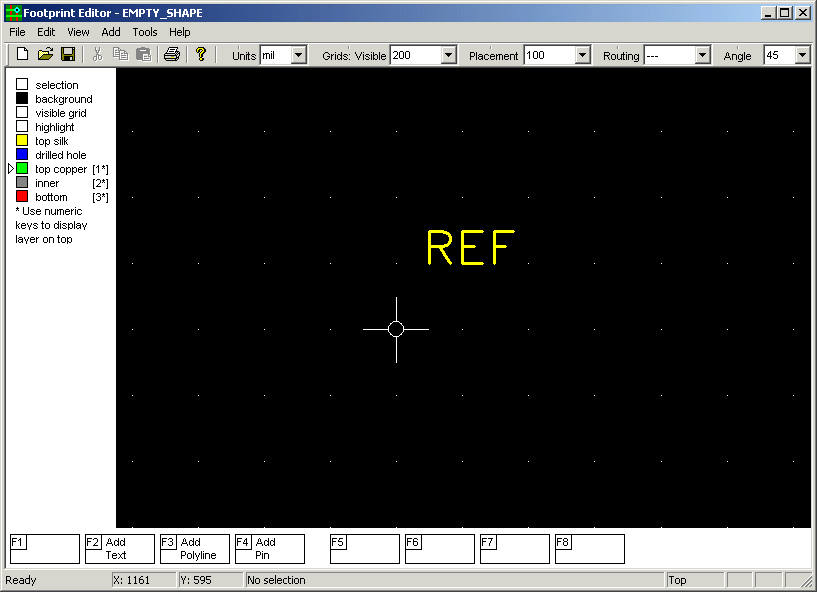 Footprint Editor - EMPTY_SHAPE
File Edit View Add Tools Help
Units mil Grids: Visible 200 Placement 100 Routing --- Angle 45
selection
background
visible grid
highlight
top silk
drilled hole
top copper [1*]
inner [2*]
bottom [3*]
* Use numeric
keys to display
layer on top
REF
F1 F2 Add Text F3 Add Polyline F4 Add Pin F5 F6 F7 F8
Ready X: 1161 Y: 595 No selection Top